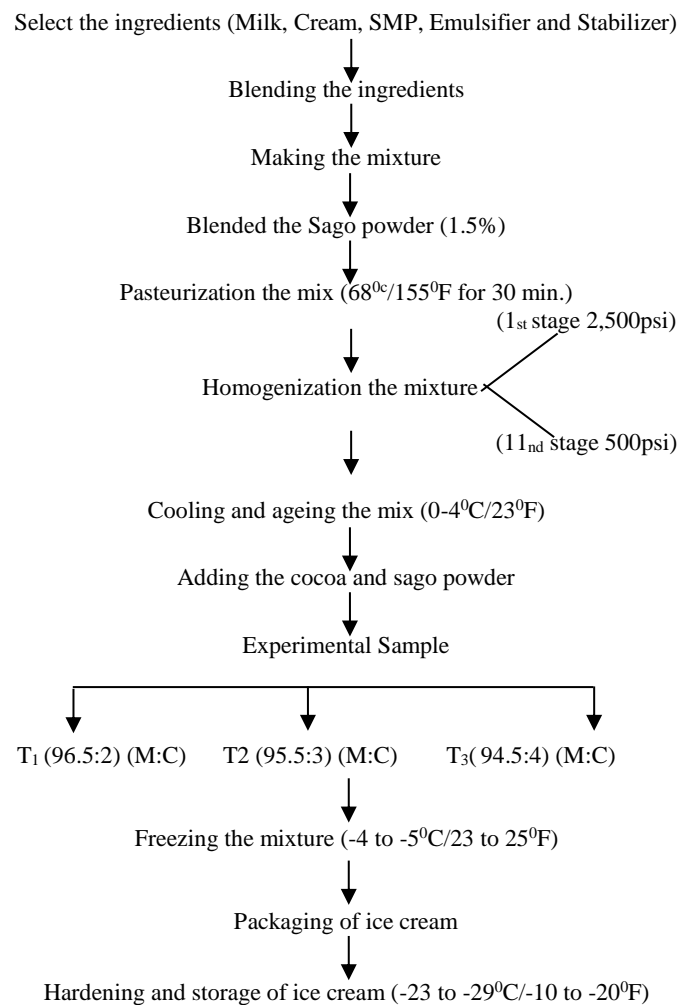 Select the ingredients (Milk, Cream, SMP, Emulsifier and Stabilizer)
Blending the ingredients
Making the mixture
Blended the Sago powder (1.5%)
Pasteurization the mix (68⁰ᶜ/155⁰F for 30 min.)
(1st stage 2,500psi)
Homogenization the mixture
(11nd stage 500psi)
Cooling and ageing the mix (0-4⁰C/23⁰F)
Adding the cocoa and sago powder
Experimental Sample
T₁ (96.5:2) (M:C) T2 (95.5:3) (M:C) T₃( 94.5:4) (M:C)
Freezing the mixture (-4 to -5⁰C/23 to 25⁰F)
Packaging of ice cream
Hardening and storage of ice cream (-23 to -29⁰C/-10 to -20⁰F)